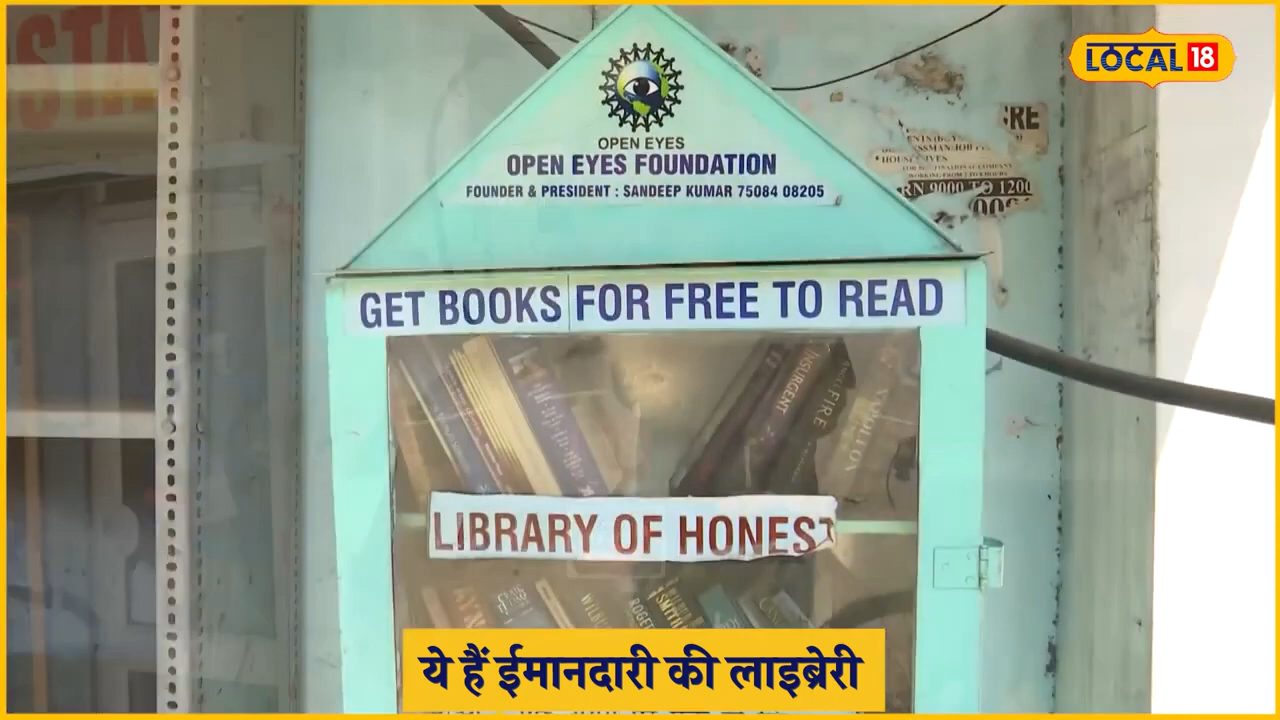 LOCAL 18
OPEN EYES
OPEN EYES FOUNDATION
FOUNDER & PRESIDENT : SANDEEP KUMAR 75084 08205
GET BOOKS FOR FREE TO READ
INSURGENT
FIRE
LIBRARY OF HONEST
SMITH
ये हैं ईमानदारी की लाइब्रेरी